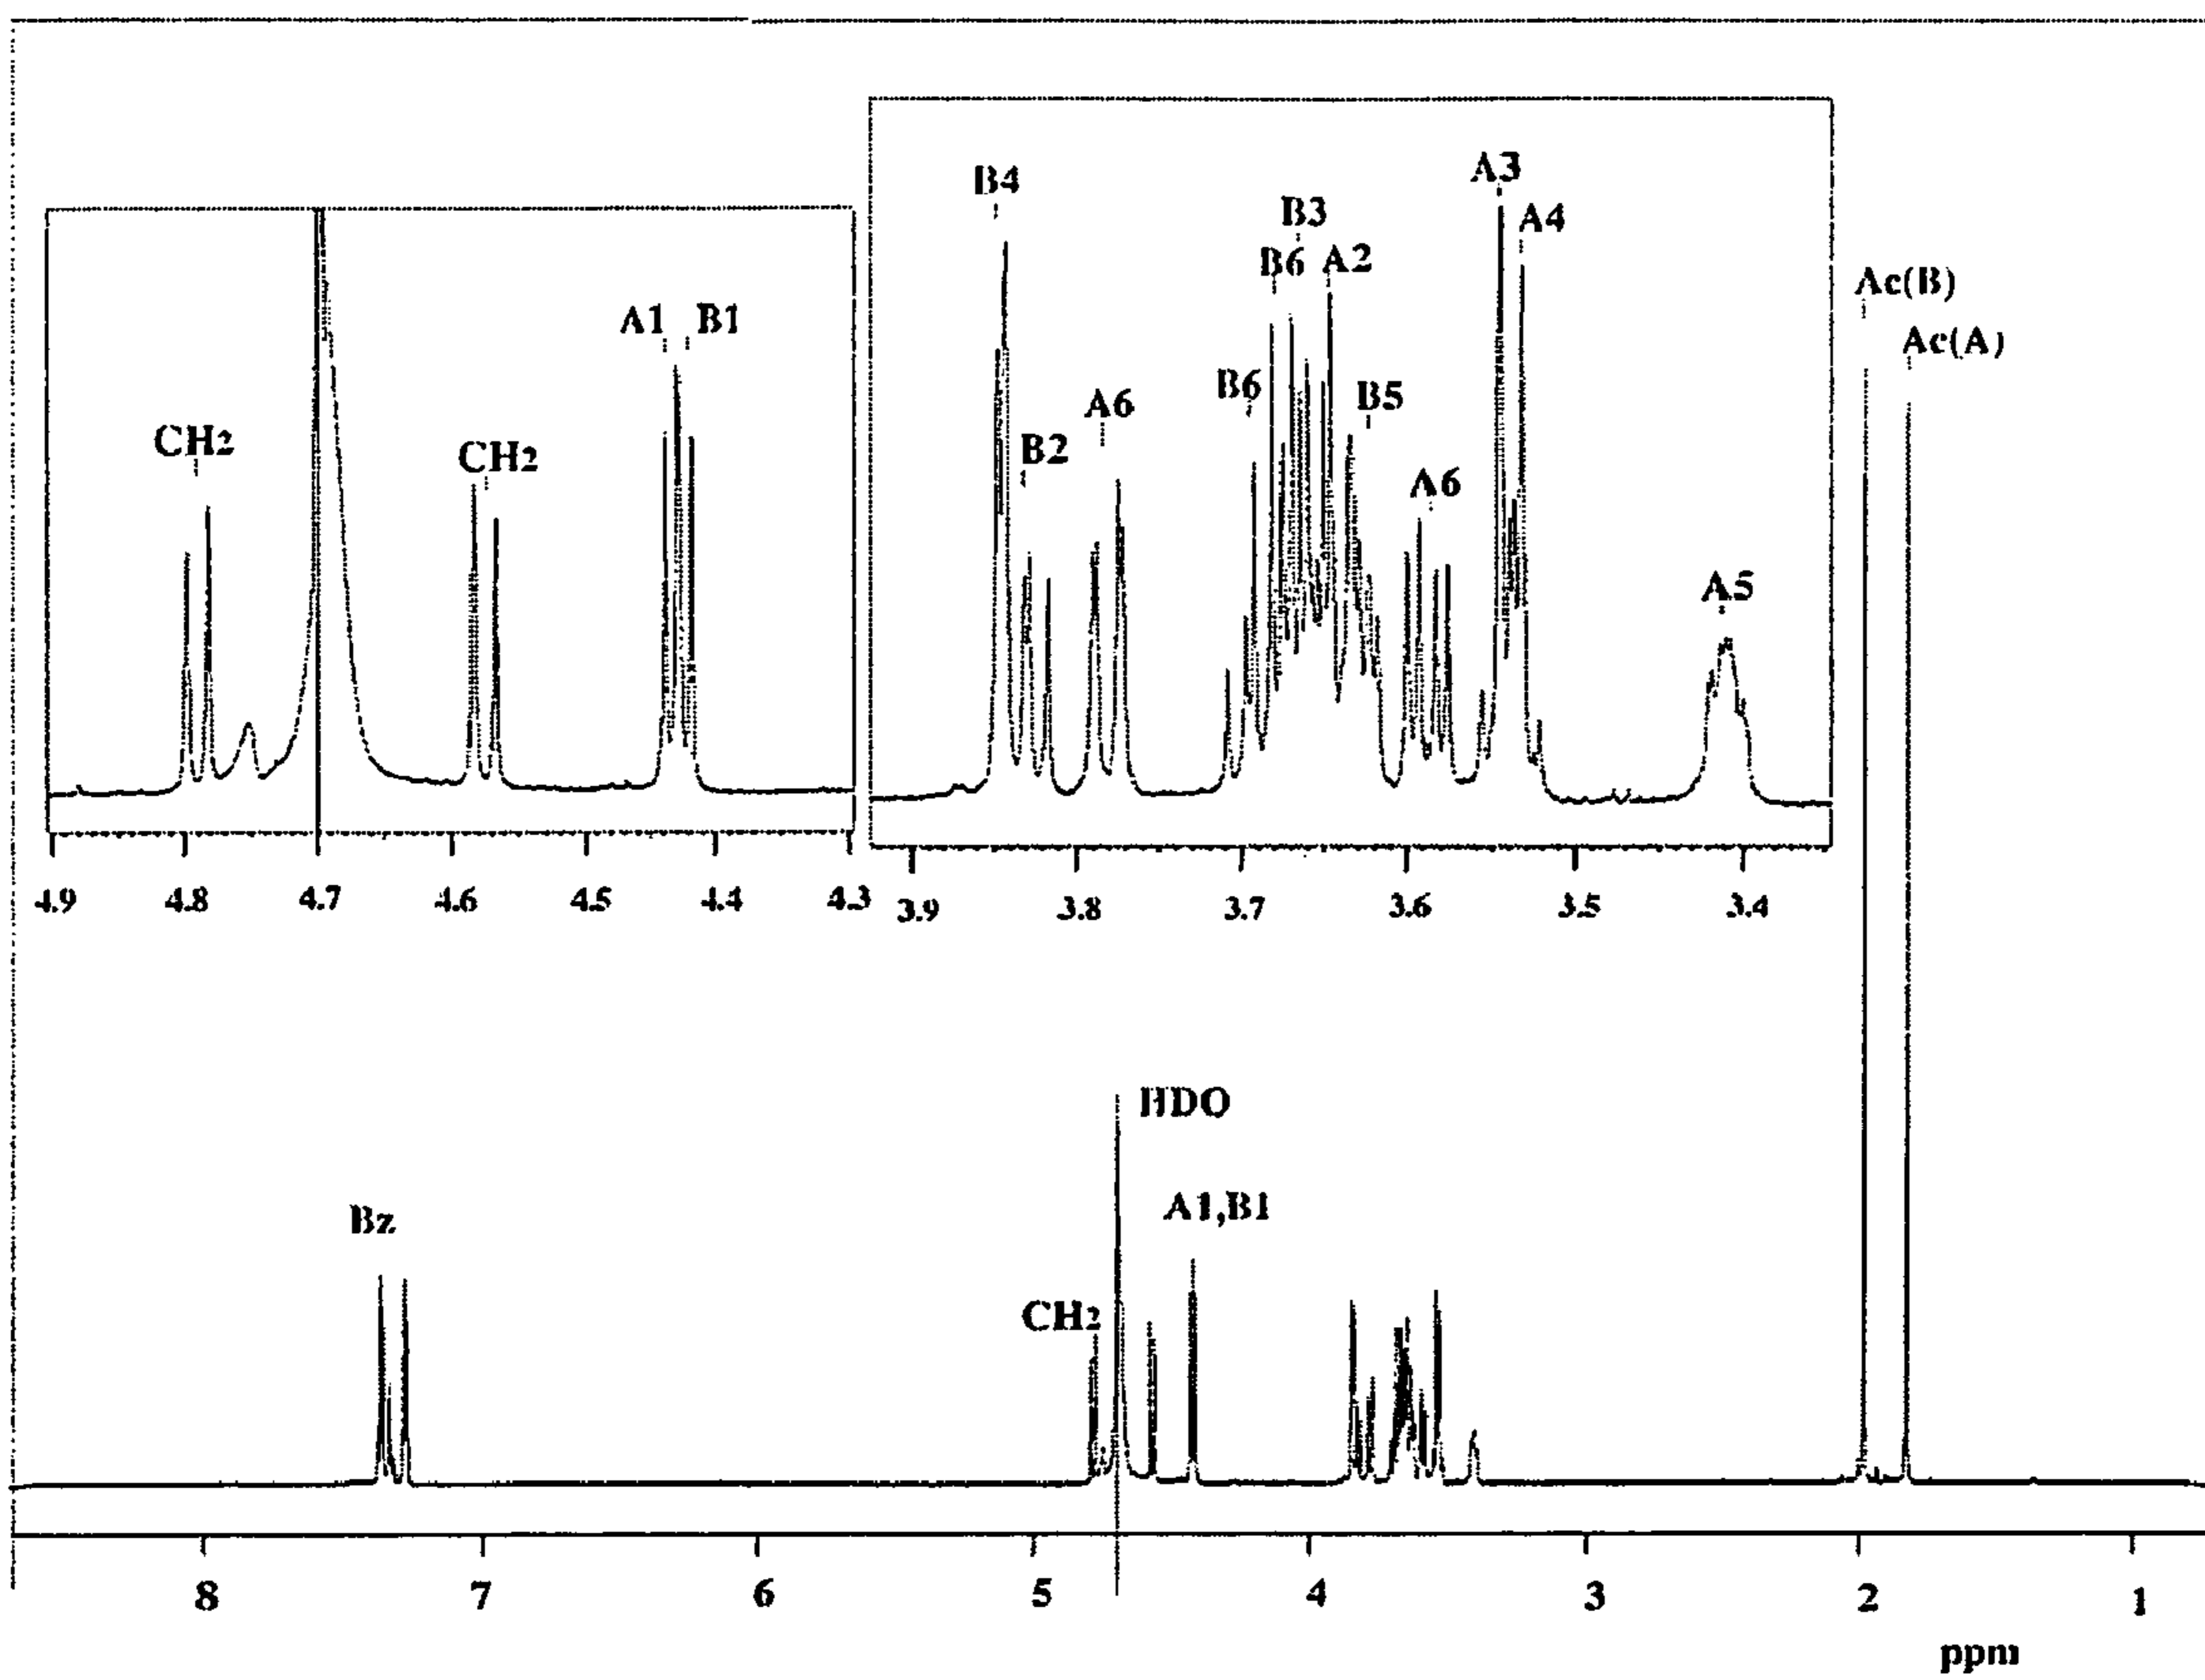 B4
A3
B3
A4
B6 A2
Ac(B)
A1 B1
Ac(A)
B6
B5
A6
CH2
CH2
B2
A6
A5
4.9 4.8 4.7 4.6 4.5 4.4 4.3
3.9 3.8 3.7 3.6 3.5 3.4
HDO
Bz
A1,B1
CH2
8 7 6 5 4 3 2 1
ppm